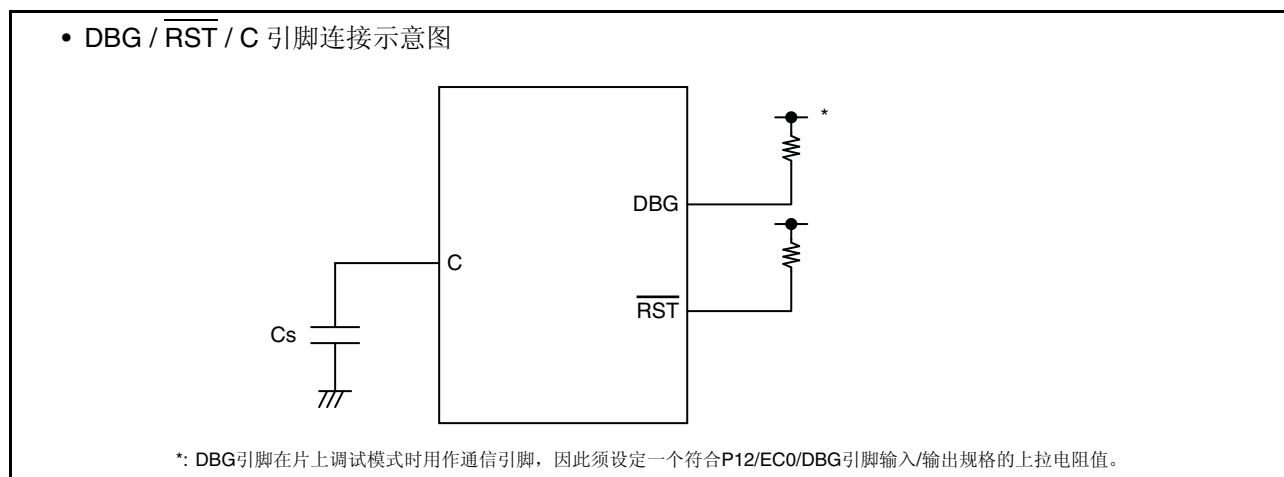 • DBG / R̅S̅T̅ / C 引脚连接示意图
*
DBG
C
R̅S̅T̅
Cs
*: DBG引脚在片上调试模式时用作通信引脚，因此须设定一个符合P12/EC0/DBG引脚输入/输出规格的上拉电阻值。